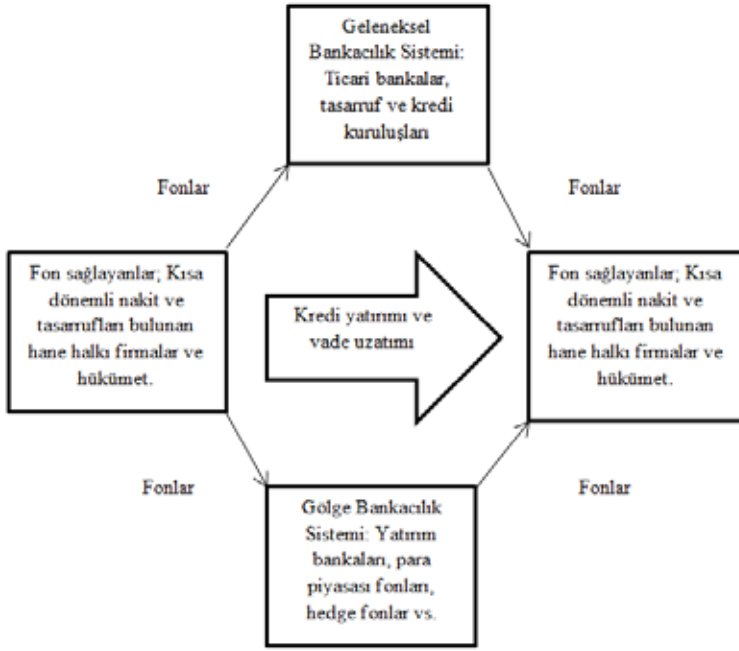 Geleneksel
Bankacılık Sistemi:
Ticari bankalar,
tasarruf ve kredi
kuruluşları
Fonlar
Fonlar
Fon sağlayanlar; Kısa
dönemli nakit ve
tasarrufları bulunan
hane halkı firmalar ve
hükümet.
Kredi yatırımı ve
vade uzatımı
Fon sağlayanlar; Kısa
dönemli nakit ve
tasarrufları bulunan
hane halkı firmalar ve
hükümet.
Fonlar
Fonlar
Gölge Bankacılık
Sistemi: Yatırım
bankaları, para
piyasası fonları,
hedge fonlar vs.